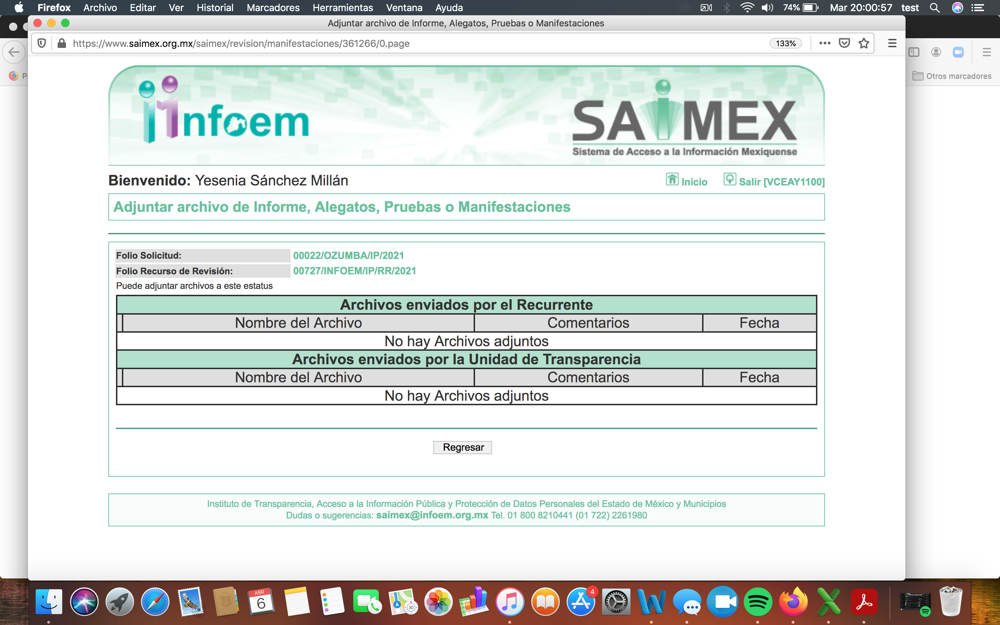 Firefox Archivo Editar Ver Historial Marcadores Herramientas Ventana Ayuda 74% Mar 20:00:57 test
Adjuntar archivo de Informe, Alegatos, Pruebas o Manifestaciones
https://www.saimex.org.mx/saimex/revision/manifestaciones/361266/0.page 133%
P
Otros marcadores
infoem
SAIMEX
Sistema de Acceso a la Información Mexiquense
Bienvenido: Yesenia Sánchez Millán
Inicio Salir [VCEAY1100]
Adjuntar archivo de Informe, Alegatos, Pruebas o Manifestaciones
Folio Solicitud: 00022/OZUMBA/IP/2021
Folio Recurso de Revisión: 00727/INFOEM/IP/RR/2021
Puede adjuntar archivos a este estatus
Archivos enviados por el Recurrente
Nombre del Archivo Comentarios Fecha
No hay Archivos adjuntos
Archivos enviados por la Unidad de Transparencia
Nombre del Archivo Comentarios Fecha
No hay Archivos adjuntos
Regresar
Instituto de Transparencia, Acceso a la Información Pública y Protección de Datos Personales del Estado de México y Municipios
Dudas o sugerencias: saimex@infoem.org.mx Tel. 01 800 8210441 (01 722) 2261980
ABR
6
3D
4